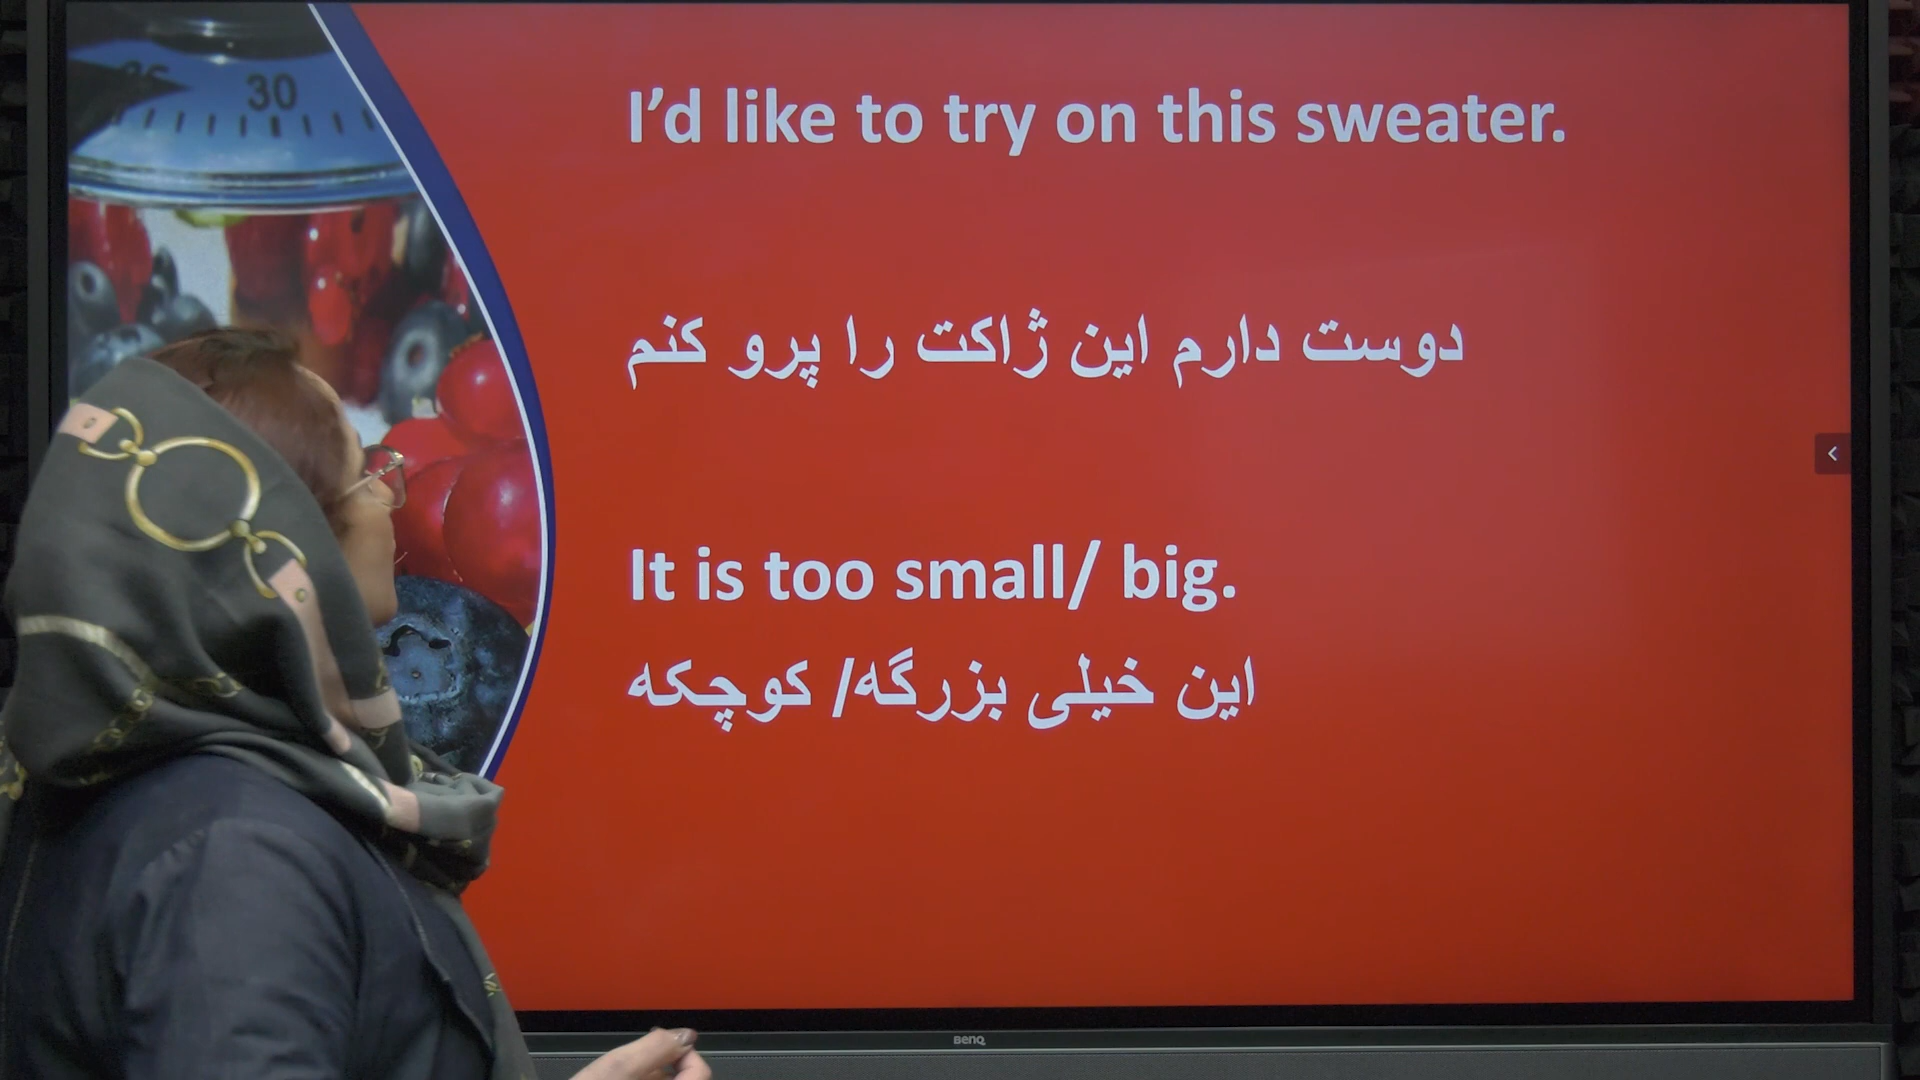 25 30
I'd like to try on this sweater.
دوست دارم این ژاکت را پرو کنم
It is too small/ big.
این خیلی بزرگه/ کوچکه
BenQ